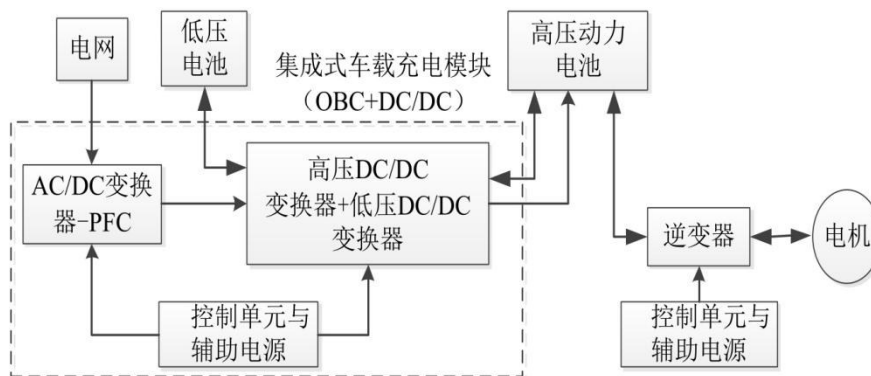 电网
低压
电池
集成式车载充电模块
（OBC+DC/DC）
高压动力
电池
AC/DC变换
器-PFC
高压DC/DC
变换器+低压DC/DC
变换器
逆变器
电机
控制单元与
辅助电源
控制单元与
辅助电源